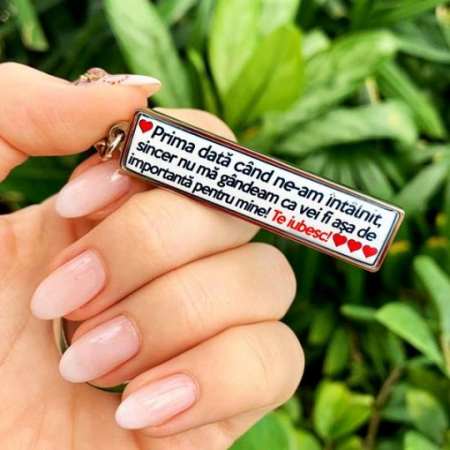 ❤Prima dată când ne-am întâlnit,
sincer nu mă gândeam ca vei fi așa de
importantă pentru mine! Te iubesc! ❤❤❤